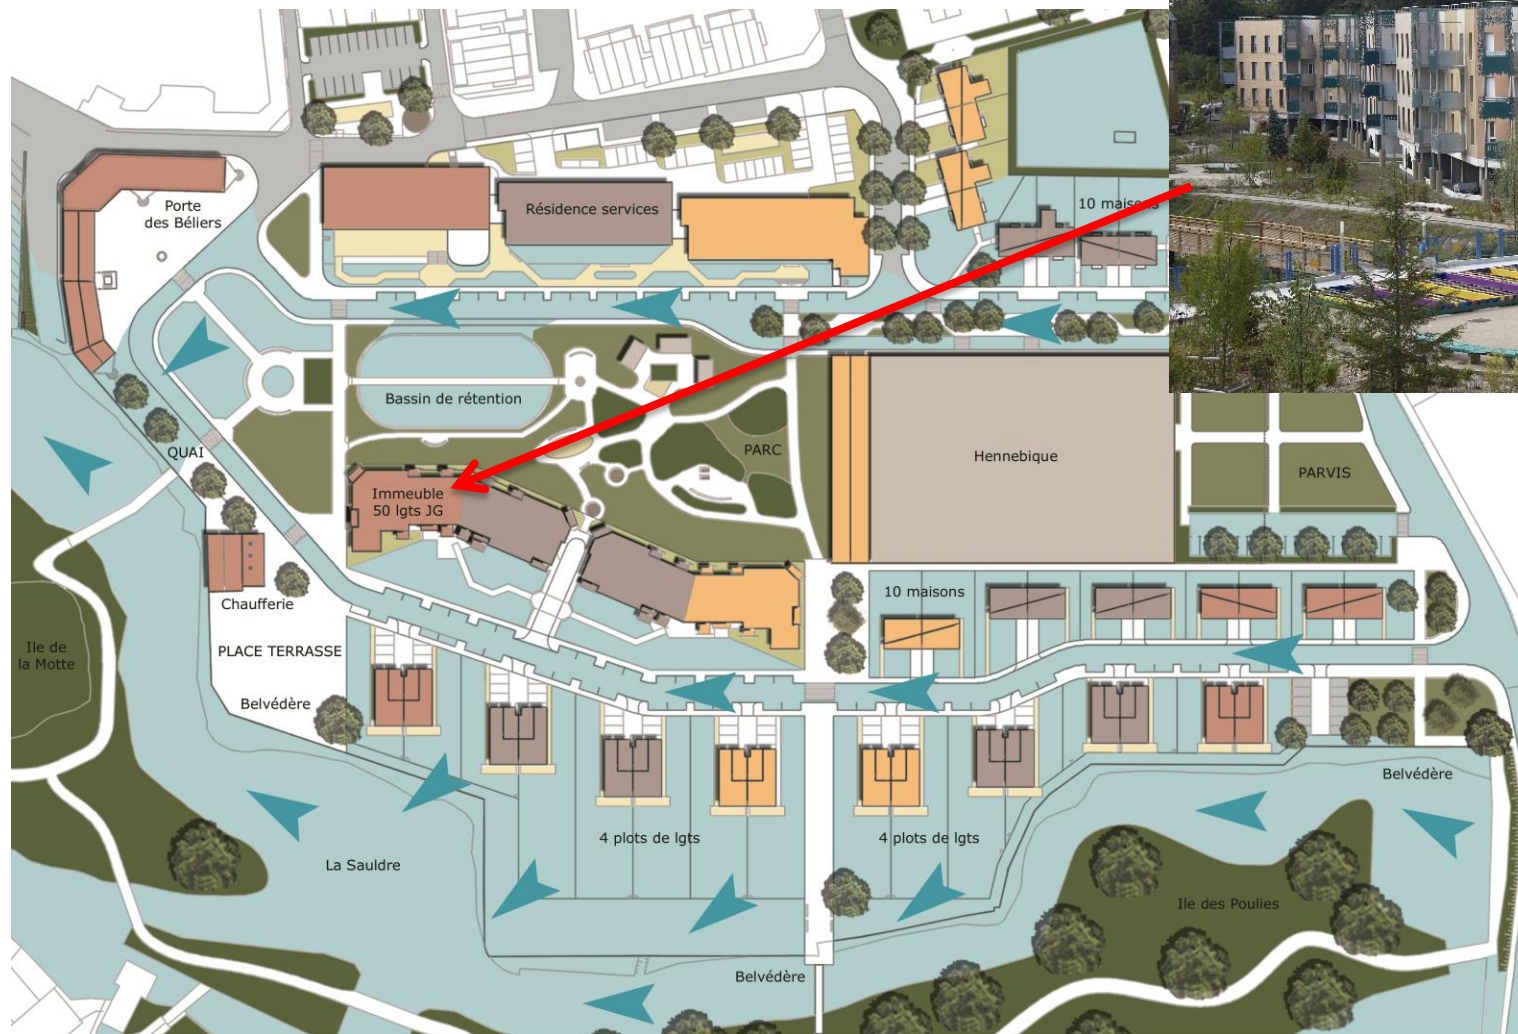 Porte
des Béliers
Résidence services
10 maisons
Bassin de rétention
QUAI
PARC
Hennebique
PARVIS
Immeuble
50 lgts JG
Chaufferie
10 maisons
Ile de
la Motte
PLACE TERRASSE
Belvédère
Belvédère
4 plots de lgts
4 plots de lgts
La Sauldre
Ile des Poulies
Belvédère